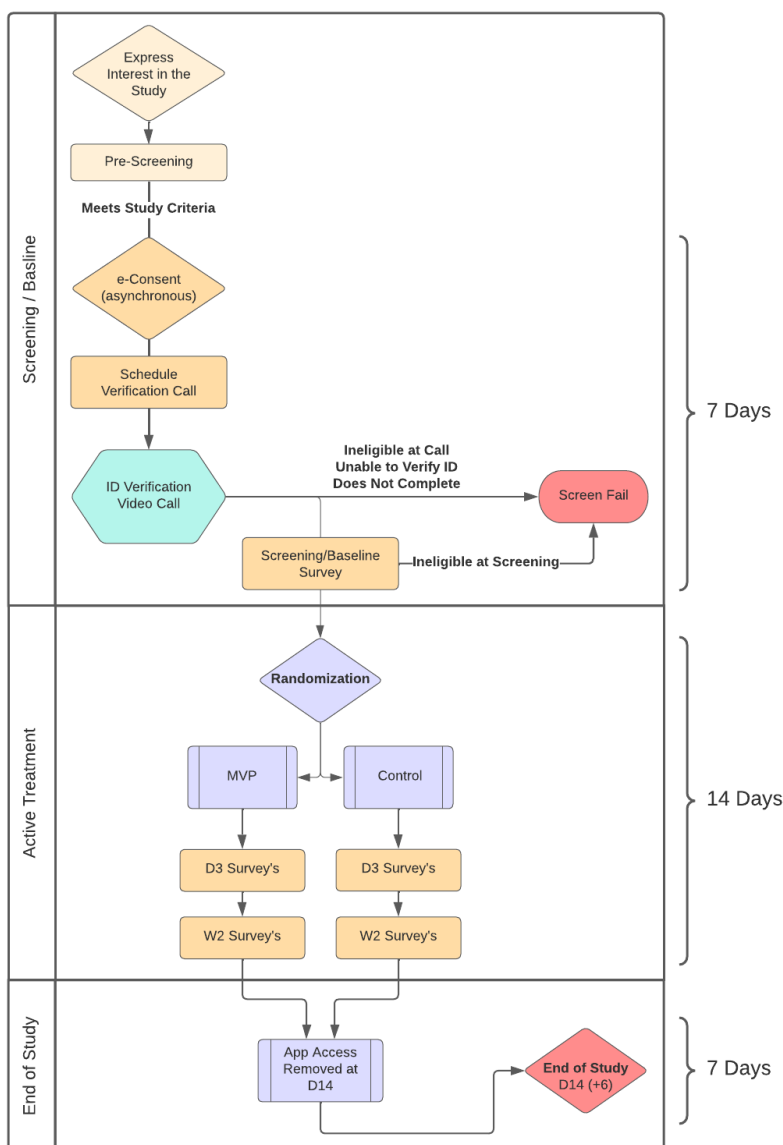 Express
Interest in the
Study
Pre-Screening
Meets Study Criteria
e-Consent
(asynchronous)
Schedule
Verification Call
ID Verification
Video Call
Ineligible at Call
Unable to Verify ID
Does Not Complete
Screen Fail
Screening/Baseline
Survey
Ineligible at Screening
Screening / Basline
7 Days
Randomization
MVP
Control
D3 Survey's
D3 Survey's
W2 Survey's
W2 Survey's
Active Treatment
14 Days
App Access
Removed at
D14
End of Study
D14 (+6)
End of Study
7 Days